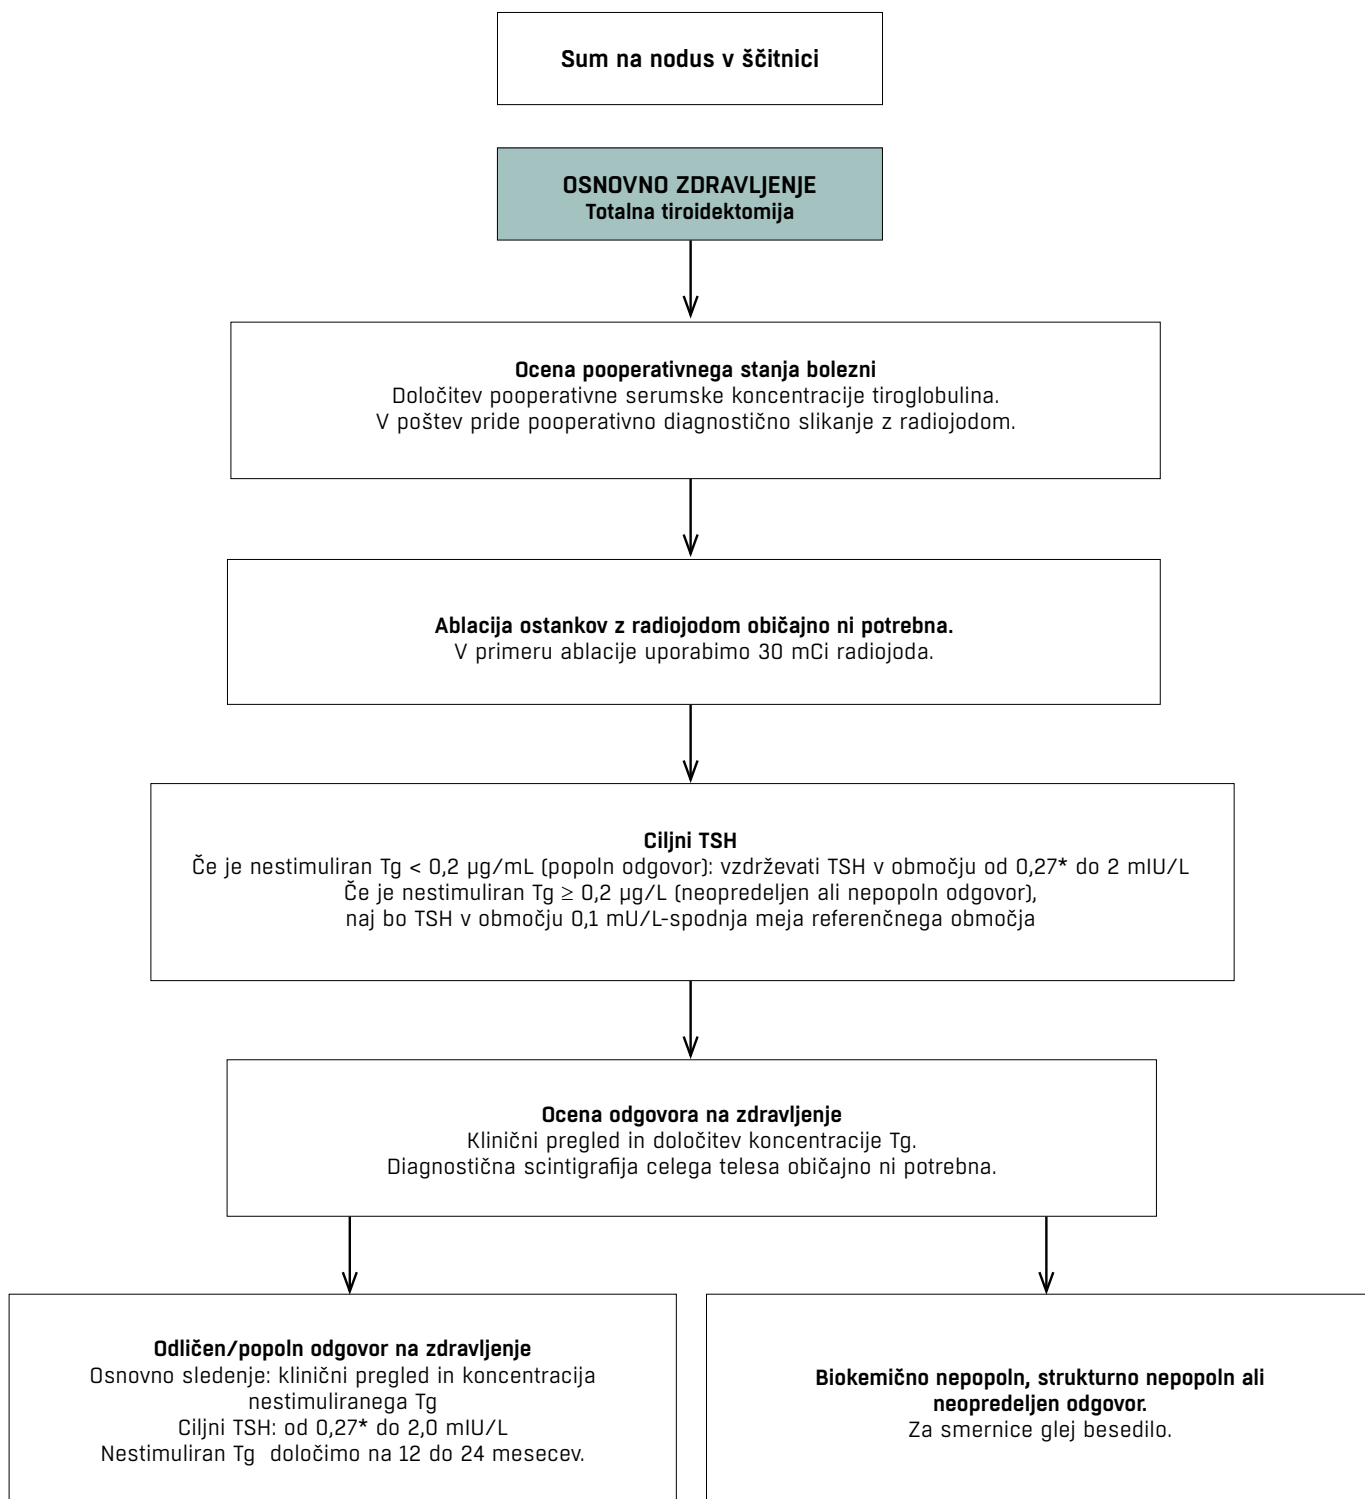 Sum na nodus v ščitnici
OSNOVNO ZDRAVLJENJE
Totalna tiroidektomija
Ocena pooperativnega stanja bolezni
Določitev pooperativne serumske koncentracije tiroglobulina.
V poštev pride pooperativno diagnostično slikanje z radiojodom.
Ablacija ostankov z radiojodom običajno ni potrebna.
V primeru ablacije uporabimo 30 mCi radiojoda.
Ciljni TSH
Če je nestimuliran Tg < 0,2 µg/mL (popoln odgovor): vzdrževati TSH v območju od 0,27* do 2 mIU/L
Če je nestimuliran Tg ≥ 0,2 µg/L (neopredeljen ali nepopoln odgovor),
naj bo TSH v območju 0,1 mU/L-spodnja meja referenčnega območja
Ocena odgovora na zdravljenje
Klinični pregled in določitev koncentracije Tg.
Diagnostična scintigrafija celega telesa običajno ni potrebna.
Odličen/popoln odgovor na zdravljenje
Osnovno sledenje: klinični pregled in koncentracija
nestimuliranega Tg
Ciljni TSH: od 0,27* do 2,0 mIU/L
Nestimuliran Tg  določimo na 12 do 24 mesecev.
Biokemično nepopoln, strukturno nepopoln ali
neopredeljen odgovor.
Za smernice glej besedilo.